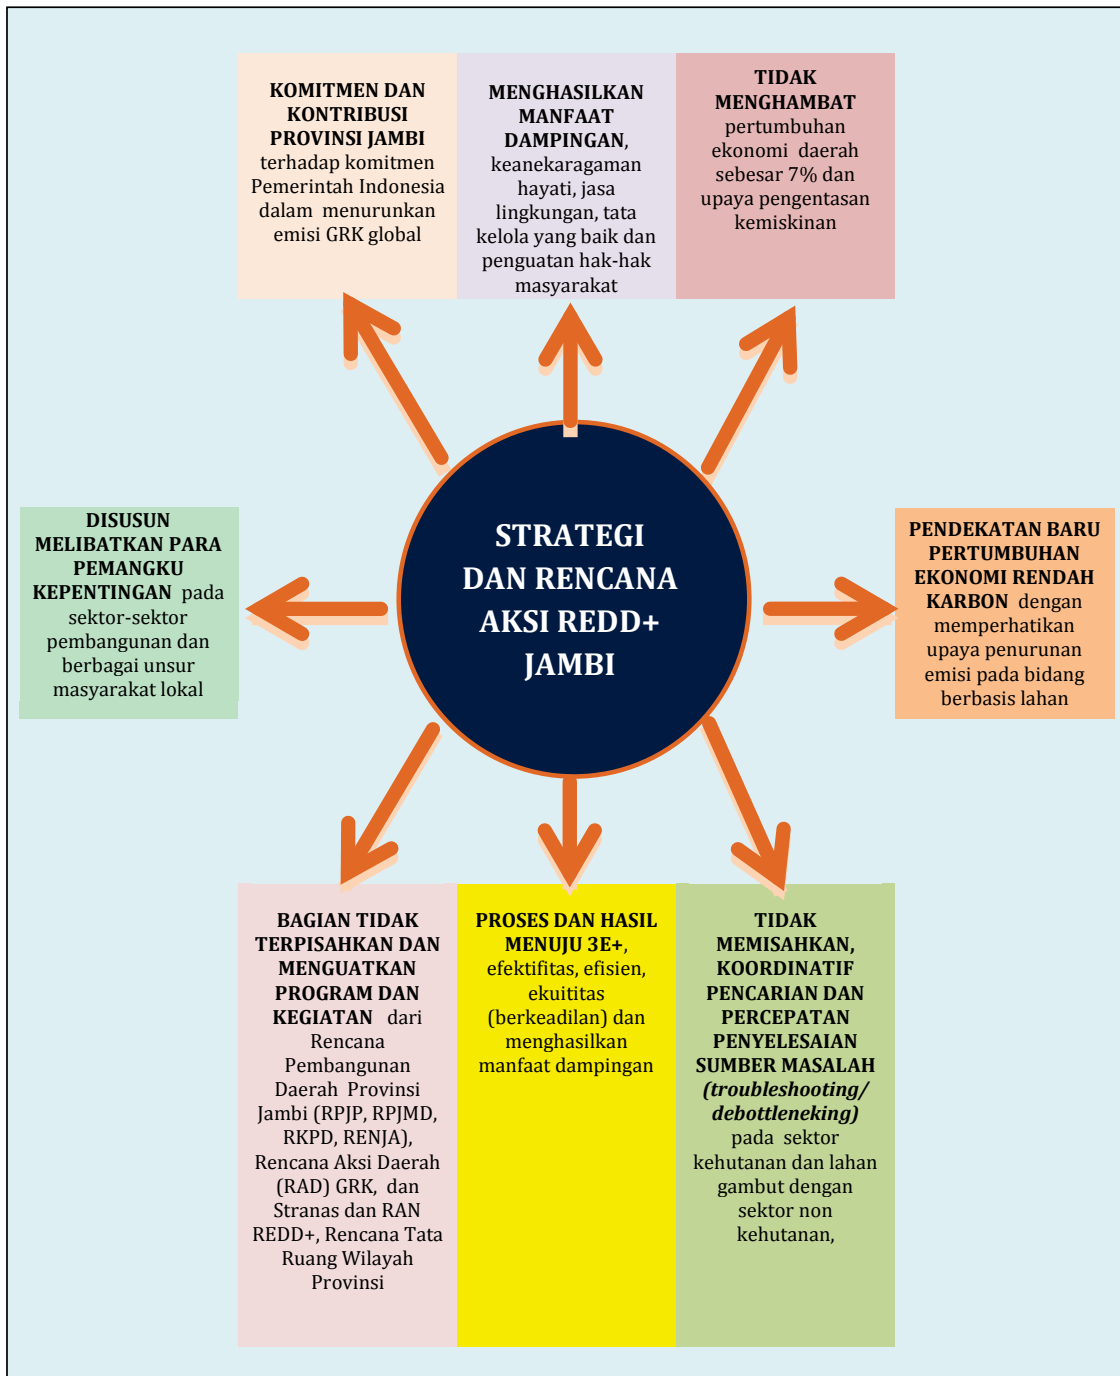 KOMITMEN DAN
KONTRIBUSI
PROVINSI JAMBI
terhadap komitmen
Pemerintah Indonesia
dalam menurunkan
emisi GRK global
MENGHASILKAN
MANFAAT
DAMPINGAN,
keanekaragaman
hayati, jasa
lingkungan, tata
kelola yang baik dan
penguatan hak-hak
masyarakat
TIDAK
MENGHAMBAT
pertumbuhan
ekonomi daerah
sebesar 7% dan
upaya pengentasan
kemiskinan
DISUSUN
MELIBATKAN PARA
PEMANGKU
KEPENTINGAN pada
sektor-sektor
pembangunan dan
berbagai unsur
masyarakat lokal
STRATEGI
DAN RENCANA
AKSI REDD+
JAMBI
PENDEKATAN BARU
PERTUMBUHAN
EKONOMI RENDAH
KARBON dengan
memperhatikan
upaya penurunan
emisi pada bidang
berbasis lahan
BAGIAN TIDAK
TERPISAHKAN DAN
MENGUATKAN
PROGRAM DAN
KEGIATAN dari
Rencana
Pembangunan
Daerah Provinsi
Jambi (RPJP, RPJMD,
RKPD, RENJA),
Rencana Aksi Daerah
(RAD) GRK, dan
Stranas dan RAN
REDD+, Rencana Tata
Ruang Wilayah
Provinsi
PROSES DAN HASIL
MENUJU 3E+,
efektifitas, efisien,
ekuititas
(berkeadilan) dan
menghasilkan
manfaat dampingan
TIDAK
MEMISAHKAN,
KOORDINATIF
PENCARIAN DAN
PERCEPATAN
PENYELESAIAN
SUMBER MASALAH
(troubleshooting/
debottleneking)
pada sektor
kehutanan dan lahan
gambut dengan
sektor non
kehutanan,